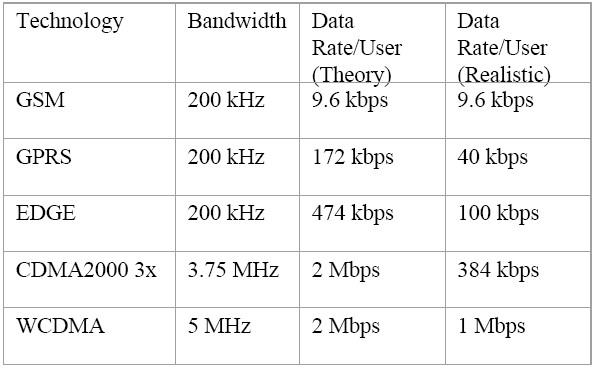 Technology
Bandwidth
Data
Rate/User
(Theory)
Data
Rate/User
(Realistic)
GSM
200 kHz
9.6 kbps
9.6 kbps
GPRS
200 kHz
172 kbps
40 kbps
EDGE
200 kHz
474 kbps
100 kbps
CDMA2000 3x
3.75 MHz
2 Mbps
384 kbps
WCDMA
5 MHz
2 Mbps
1 Mbps